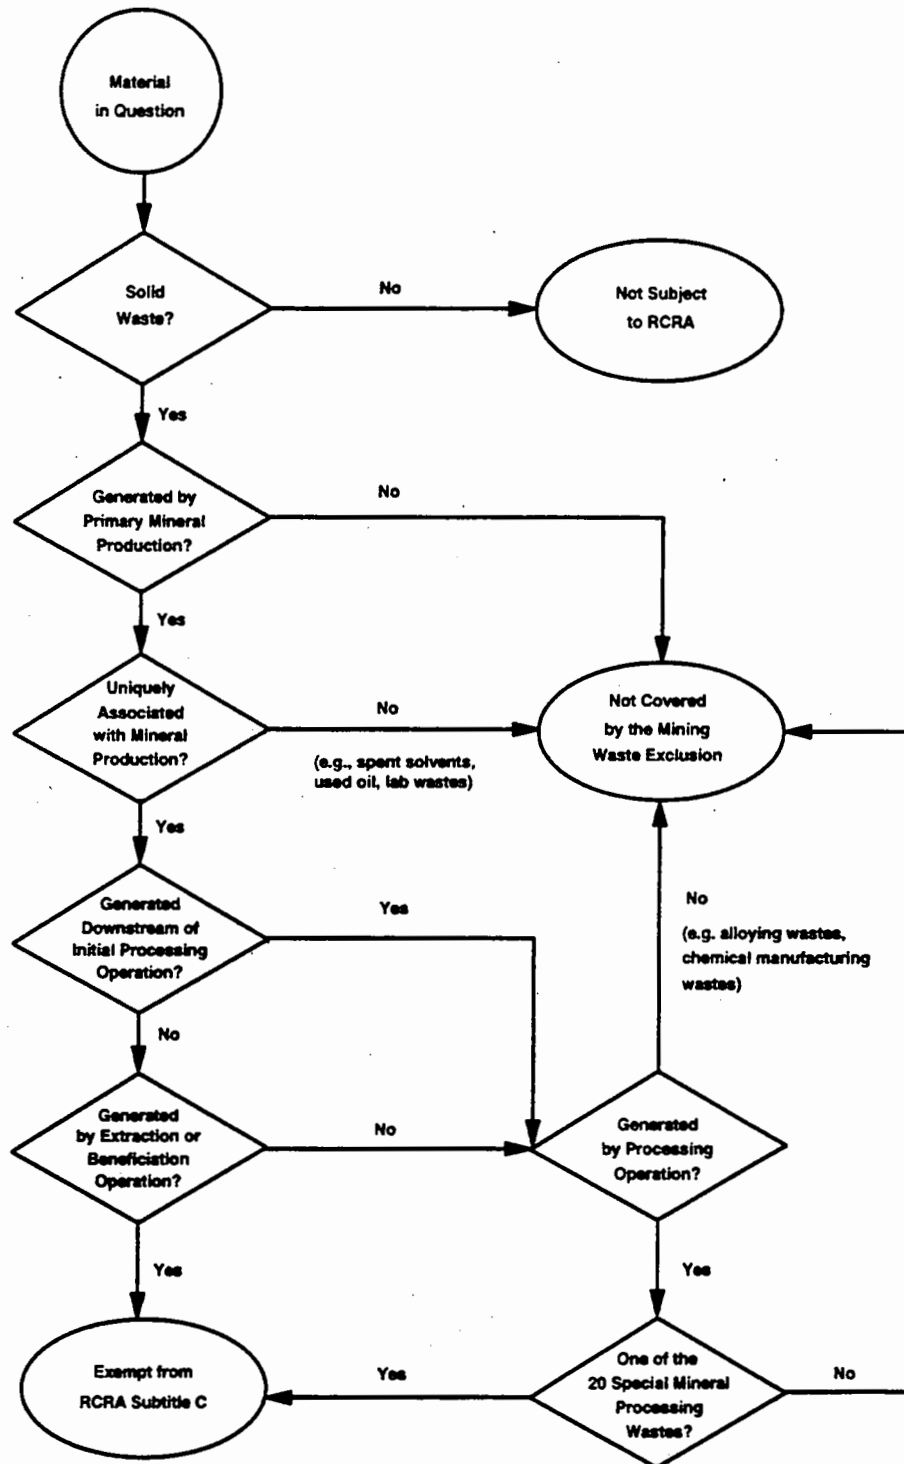 Material
in Question
Solid
Waste?
No
Not Subject
to RCRA
Yes
Generated by
Primary Mineral
Production?
No
Yes
Uniquely
Associated
with Mineral
Production?
No
(e.g., spent solvents,
used oil, lab wastes)
Not Covered
by the Mining
Waste Exclusion
Yes
Generated
Downstream of
Initial Processing
Operation?
Yes
No
(e.g. alloying wastes,
chemical manufacturing
wastes)
No
Generated
by Extraction or
Beneficiation
Operation?
No
Generated
by Processing
Operation?
Yes
Yes
Exempt from
RCRA Subtitle C
Yes
One of the
20 Special Mineral
Processing
Wastes?
No